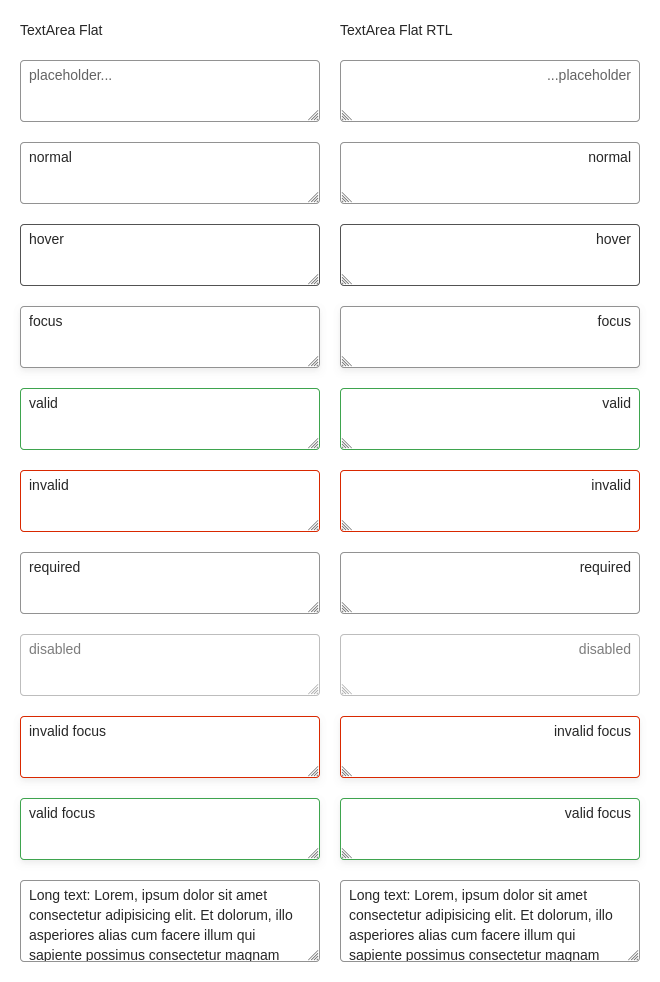 TextArea Flat
TextArea Flat RTL
placeholder...
...placeholder
normal
normal
hover
hover
focus
focus
valid
valid
invalid
invalid
required
required
disabled
disabled
invalid focus
invalid focus
valid focus
valid focus
Long text: Lorem, ipsum dolor sit amet
consectetur adipisicing elit. Et dolorum, illo
asperiores alias cum facere illum qui
sapiente possimus consectetur magnam
Long text: Lorem, ipsum dolor sit amet
consectetur adipisicing elit. Et dolorum, illo
asperiores alias cum facere illum qui
sapiente possimus consectetur magnam